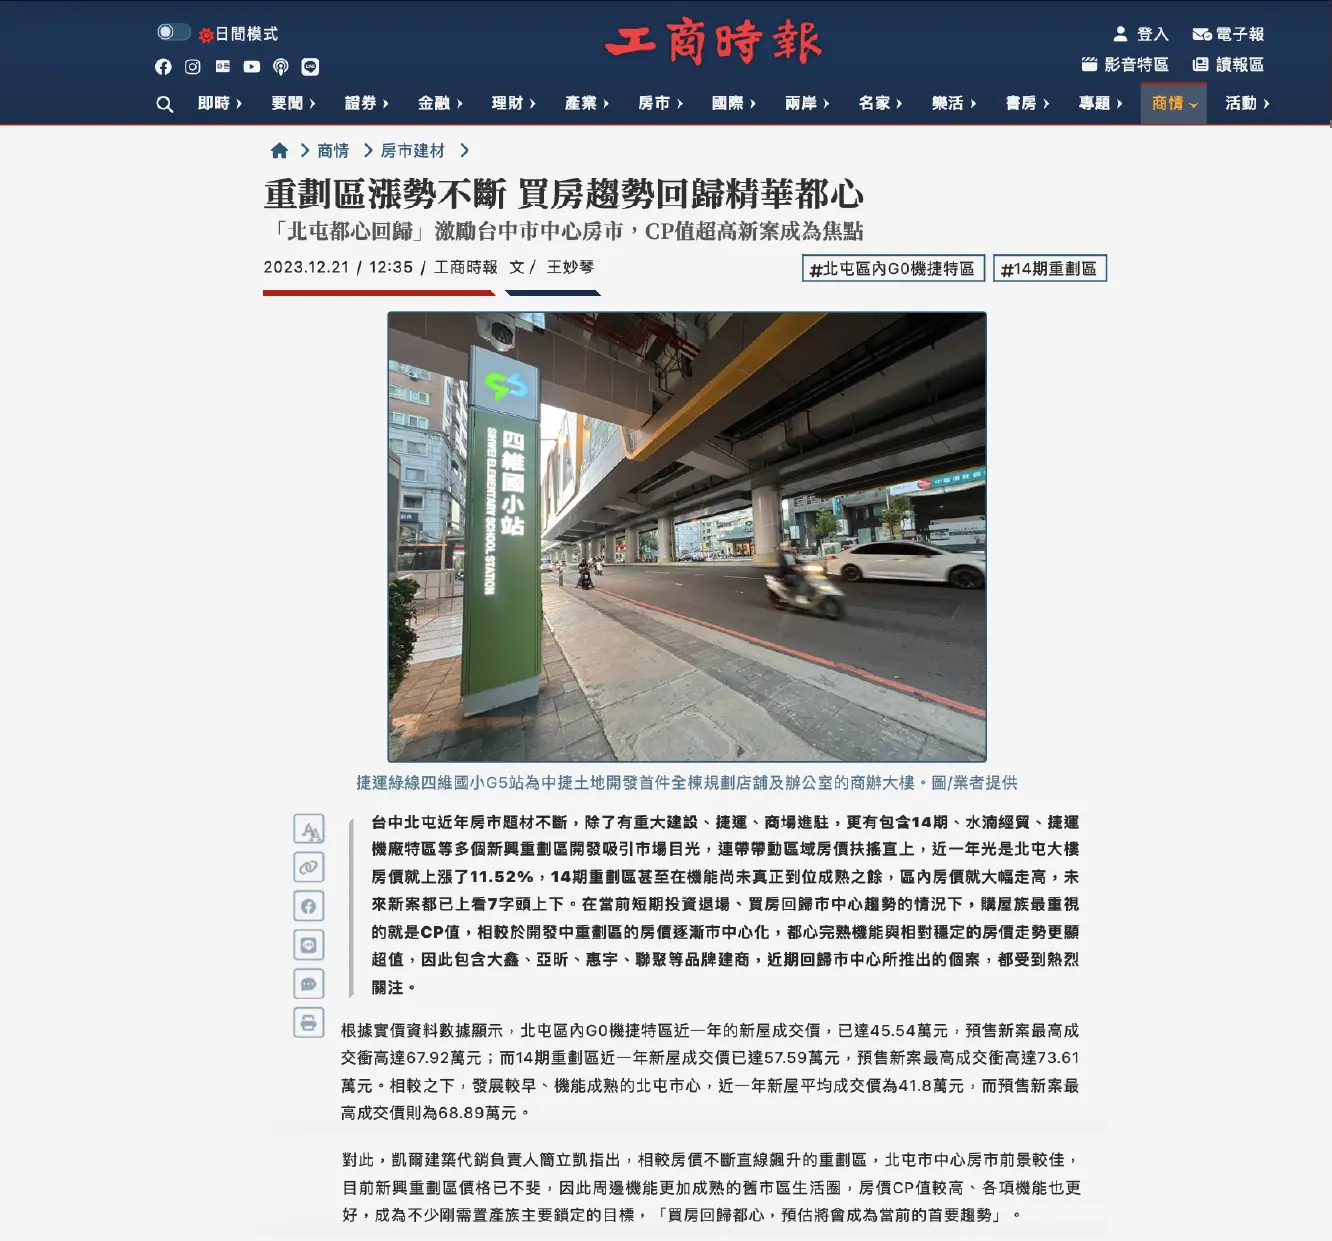 日間模式
工商時報
登入 電子報
影音特區 讀報區
即時 要聞 證券 金融 理財 產業 房市 國際 兩岸 名家 樂活 書房 專題 商情 活動
商情 房市建材
重劃區漲勢不斷 買房趨勢回歸精華都心
「北屯都心回歸」激勵台中市中心房市，CP值超高新案成為焦點
2023.12.21 / 12:35 / 工商時報 文 / 王妙琴
#北屯區內G0機捷特區 #14期重劃區
四維國小站
SINWEI ELEMENTARY SCHOOL STATION
捷運綠線四維國小G5站為中捷土地開發首件全棟規劃店舖及辦公室的商辦大樓。圖/業者提供
台中北屯近年房市題材不斷，除了有重大建設、捷運、商場進駐，更有包含14期、水湳經貿、捷運
機廠特區等多個新興重劃區開發吸引市場目光，連帶帶動區域房價扶搖直上，近一年光是北屯大樓
房價就上漲了11.52%，14期重劃區甚至在機能尚未真正到位成熟之餘，區內房價就大幅走高，未
來新案都已上看7字頭上下。在當前短期投資退場、買房回歸市中心趨勢的情況下，購屋族最重視
的就是CP值，相較於開發中重劃區的房價逐漸市中心化，都心完熟機能與相對穩定的房價走勢更顯
超值，因此包含大鑫、亞昕、惠宇、聯聚等品牌建商，近期回歸市中心所推出的個案，都受到熱烈
關注。
根據實價資料數據顯示，北屯區內G0機捷特區近一年的新屋成交價，已達45.54萬元，預售新案最高成
交衝高達67.92萬元；而14期重劃區近一年新屋成交價已達57.59萬元，預售新案最高成交衝高達73.61
萬元。相較之下，發展較早、機能成熟的北屯市心，近一年新屋平均成交價為41.8萬元，而預售新案最
高成交價則為68.89萬元。
對此，凱爾建築代銷負責人簡立凱指出，相較房價不斷直線飆升的重劃區，北屯市中心房市前景較佳，
目前新興重劃區價格已不斐，因此周邊機能更加成熟的舊市區生活圈，房價CP值較高、各項機能也更
好，成為不少剛需置產族主要鎖定的目標，「買房回歸都心，預估將會成為當前的首要趨勢」。